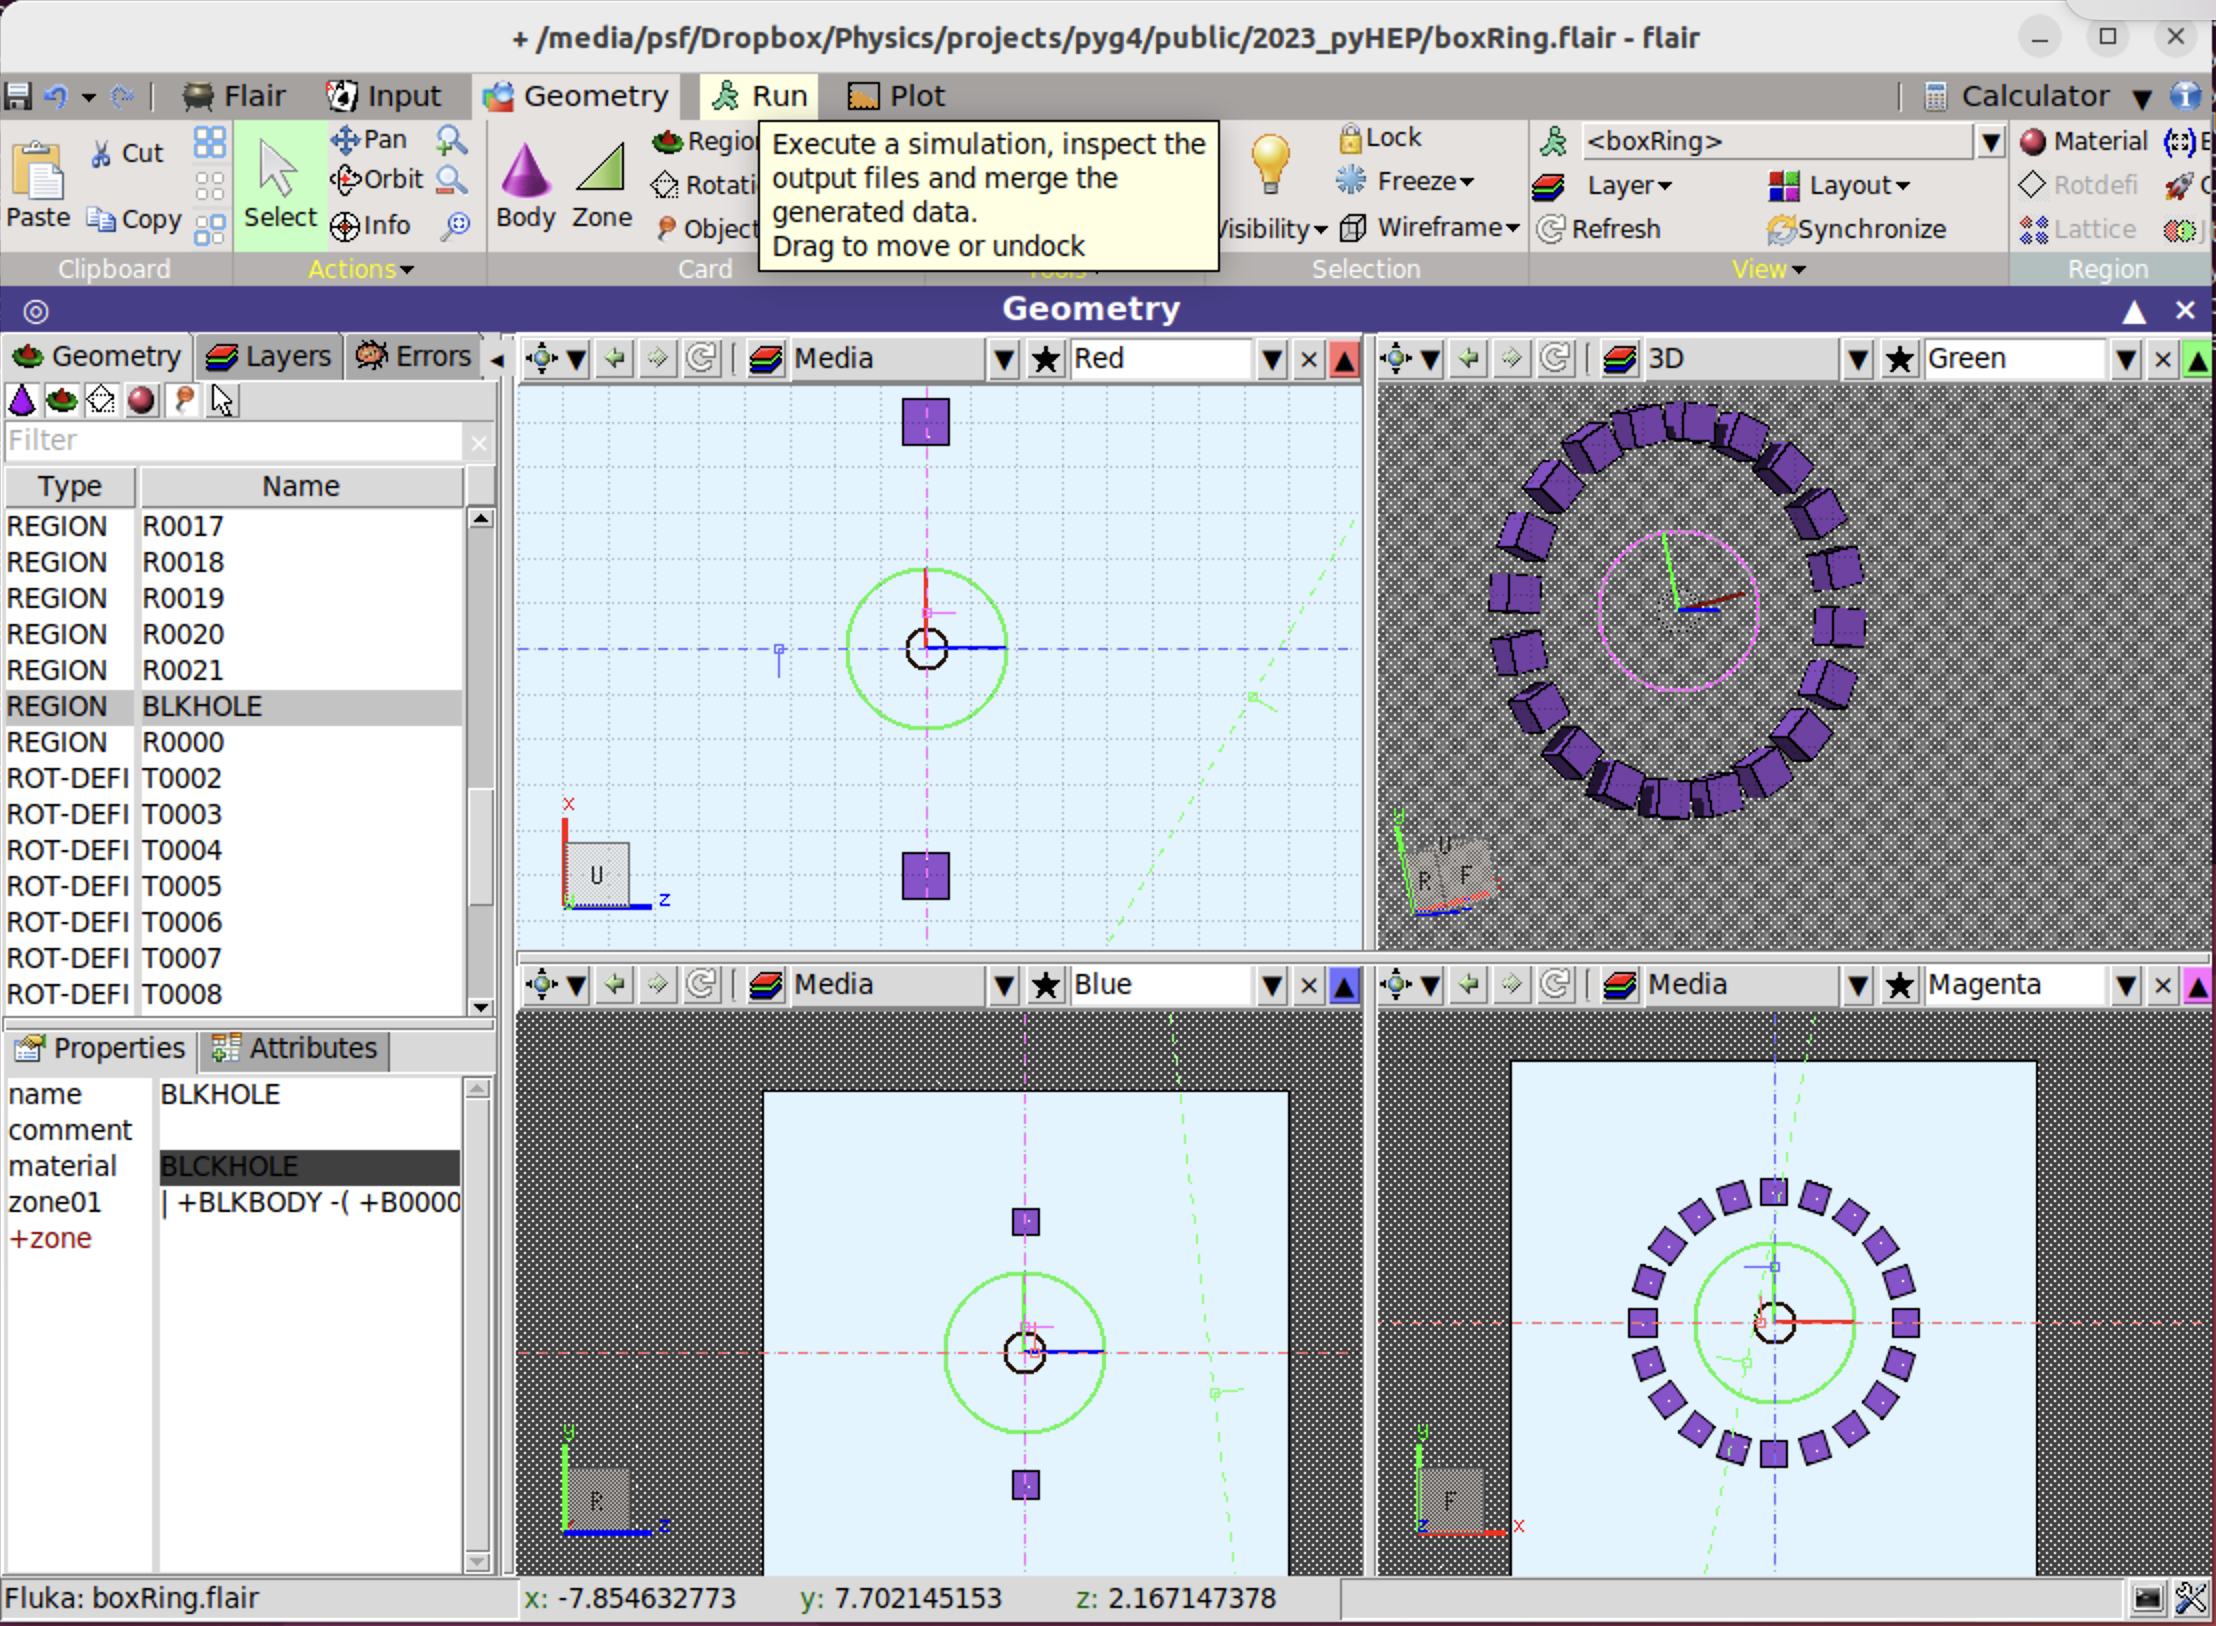 + /media/psf/Dropbox/Physics/projects/pyg4/public/2023_pyHEP/boxRing.flair - flair
Flair Input Geometry Run Plot Calculator
Paste Cut Copy
Select Pan Orbit Info
Body Zone
Execute a simulation, inspect the
output files and merge the
generated data.
Drag to move or undock
Lock
Freeze
Wireframe
<boxRing>
Layer Layout
Refresh Synchronize
Material
Rotdefi
Lattice
Clipboard Actions Card Selection View Region
Geometry
Geometry Layers Errors
Filter
Type Name
REGION R0017
REGION R0018
REGION R0019
REGION R0020
REGION R0021
REGION BLKHOLE
REGION R0000
ROT-DEFI T0002
ROT-DEFI T0003
ROT-DEFI T0004
ROT-DEFI T0005
ROT-DEFI T0006
ROT-DEFI T0007
ROT-DEFI T0008
Properties Attributes
name BLKHOLE
comment
material BLCKHOLE
zone01 | +BLKBODY -( +B0000
+zone
Media Red
x
U
z
3D Green
y
U
R F
Media Blue
y
R
z
Media Magenta
y
F
z x
Fluka: boxRing.flair x: -7.854632773 y: 7.702145153 z: 2.167147378